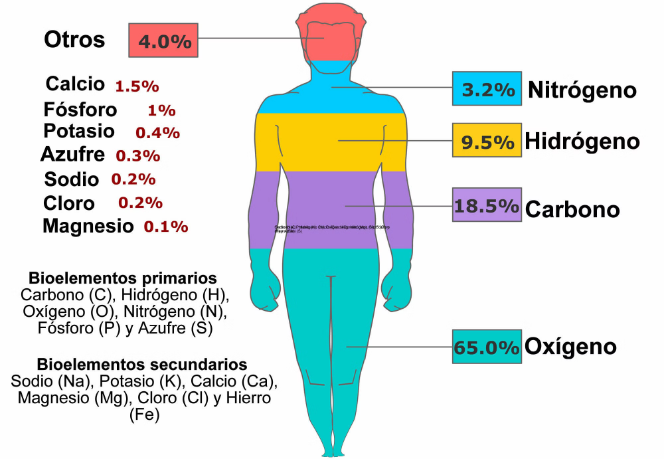 Otros 4.0%
Calcio 1.5%
Fósforo 1%
Potasio 0.4%
Azufre 0.3%
Sodio 0.2%
Cloro 0.2%
Magnesio 0.1%
3.2% Nitrógeno
9.5% Hidrógeno
18.5% Carbono
65.0% Oxígeno
Bioelementos primarios
Carbono (C), Hidrógeno (H),
Oxígeno (O), Nitrógeno (N),
Fósforo (P) y Azufre (S)
Bioelementos secundarios
Sodio (Na), Potasio (K), Calcio (Ca),
Magnesio (Mg), Cloro (Cl) y Hierro
(Fe)